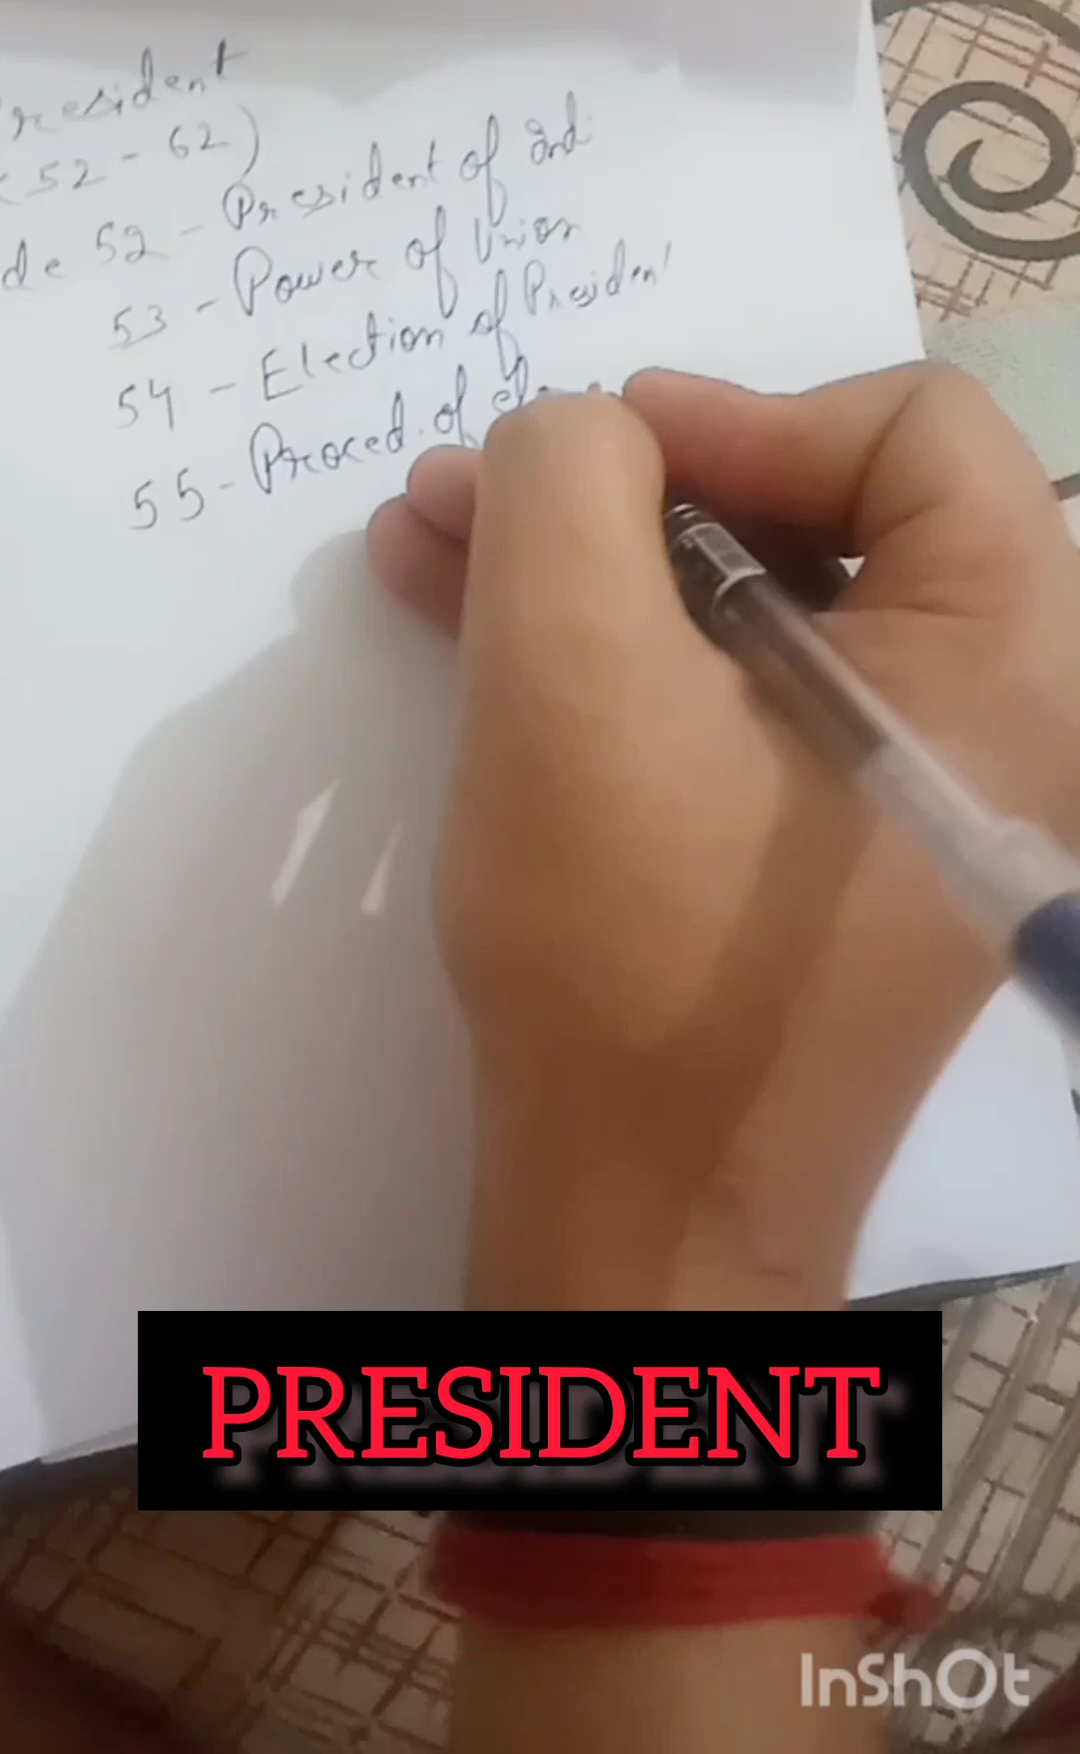 resident
(52 - 62)
de 52 - President of Ind
53 - Power of Union
54 - Election of President
55 - Proced. of
PRESIDENT
InShOt